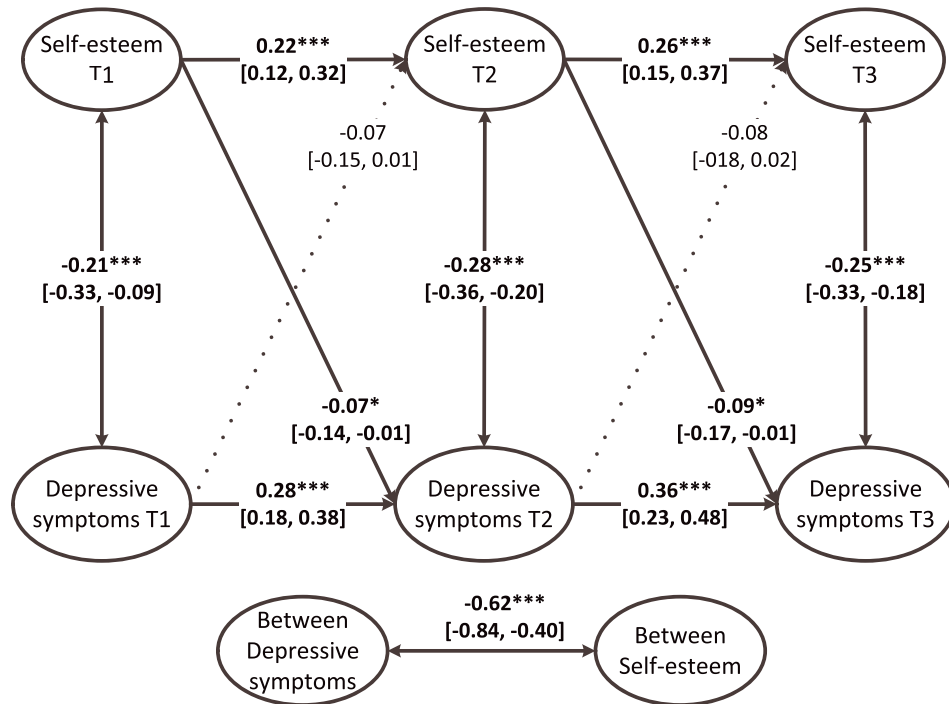 Self-esteem
T1
0.22***
[0.12, 0.32]
Self-esteem
T2
0.26***
[0.15, 0.37]
Self-esteem
T3
-0.07
[-0.15, 0.01]
-0.08
[-018, 0.02]
-0.21***
[-0.33, -0.09]
-0.28***
[-0.36, -0.20]
-0.25***
[-0.33, -0.18]
-0.07*
[-0.14, -0.01]
-0.09*
[-0.17, -0.01]
Depressive
symptoms T1
0.28***
[0.18, 0.38]
Depressive
symptoms T2
0.36***
[0.23, 0.48]
Depressive
symptoms T3
Between
Depressive
symptoms
-0.62***
[-0.84, -0.40]
Between
Self-esteem